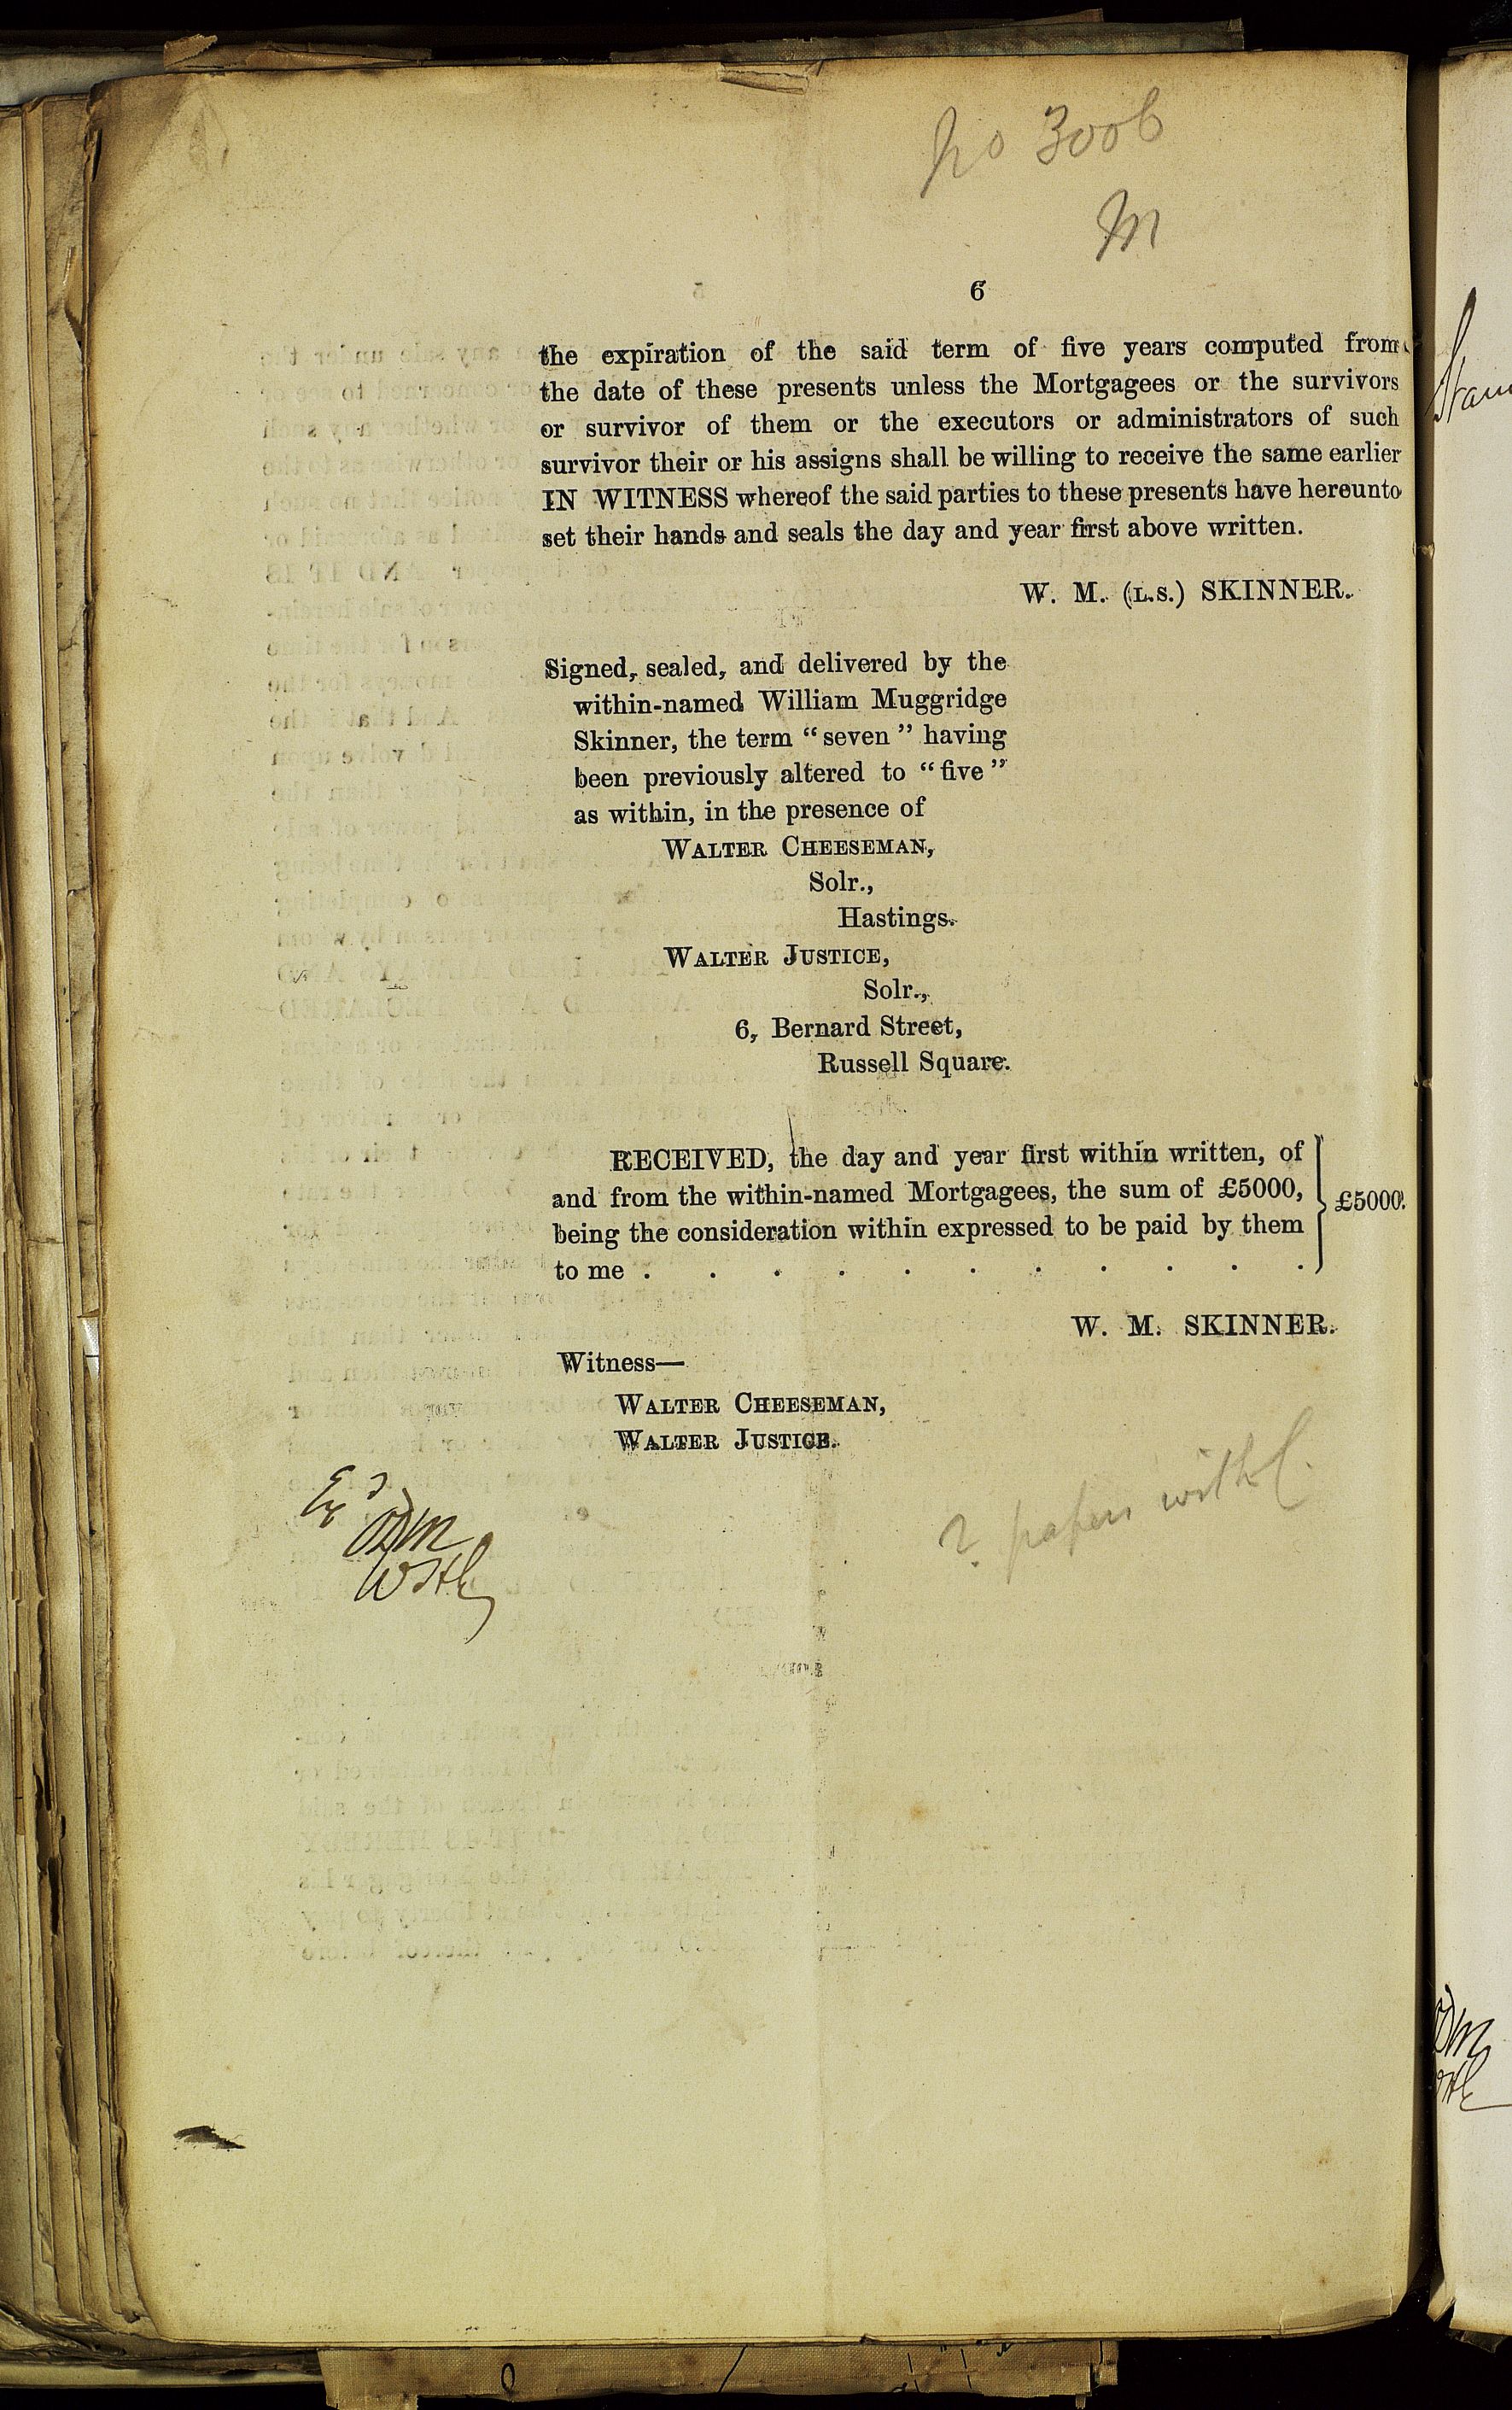 no 3006
M
6
the expiration of the said term of five years computed from
the date of these presents unless the Mortgagees or the survivors
or survivor of them or the executors or administrators of such
survivor their or his assigns shall be willing to receive the same earlier
IN WITNESS whereof the said parties to these presents have hereunto
set their hands and seals the day and year first above written.
W. M. (L.S.) SKINNER.
Signed, sealed, and delivered by the
within-named William Muggridge
Skinner, the term “seven” having
been previously altered to “five”
as within, in the presence of
WALTER CHEESEMAN,
Solr.,
Hastings.
WALTER JUSTICE,
Solr.,
6, Bernard Street,
Russell Square.
RECEIVED, the day and year first within written, of
and from the within-named Mortgagees, the sum of £5000,
being the consideration within expressed to be paid by them
to me . . . . . . . . . . .
£5000.
W. M. SKINNER.
Witness—
WALTER CHEESEMAN,
WALTER JUSTICE.
Exd
? papers with